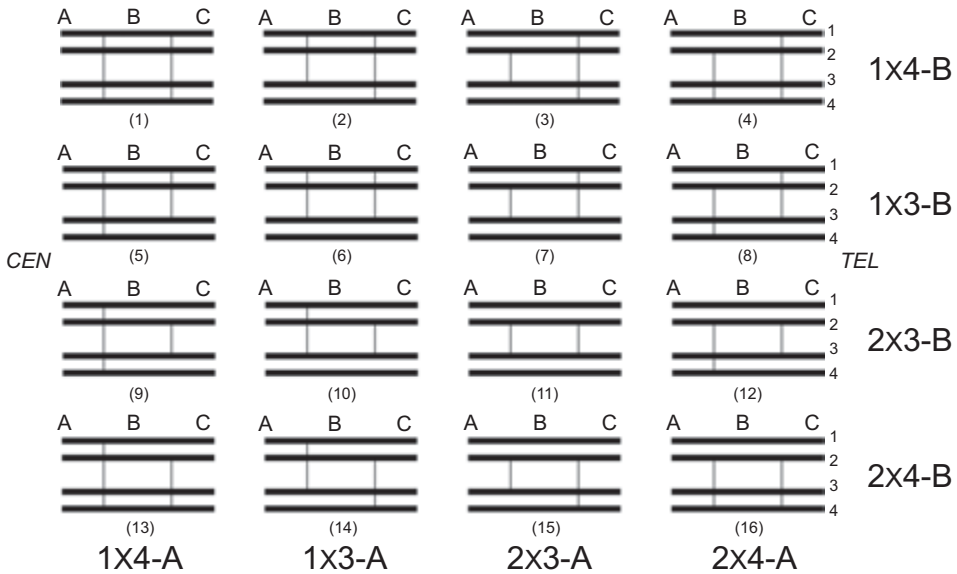 A B C A B C A B C A B C
1
2
3
4
1X4-B
(1) (2) (3) (4)
A B C A B C A B C A B C
1
2
3
4
1X3-B
(5) (6) (7) (8)
CEN TEL
A B C A B C A B C A B C
1
2
3
4
2X3-B
(9) (10) (11) (12)
A B C A B C A B C A B C
1
2
3
4
2X4-B
(13) (14) (15) (16)
1X4-A 1X3-A 2X3-A 2X4-A